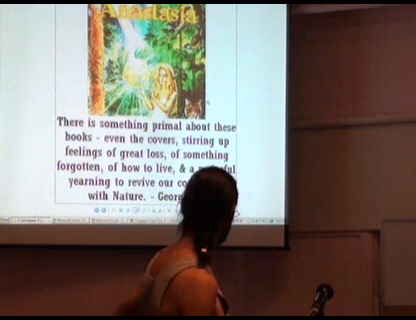 Anastasia
There is something primal about these
books - even the covers, stirring up
feelings of great loss, of something
forgotten, of how to live, & a
yearning to revive our
with Nature. -